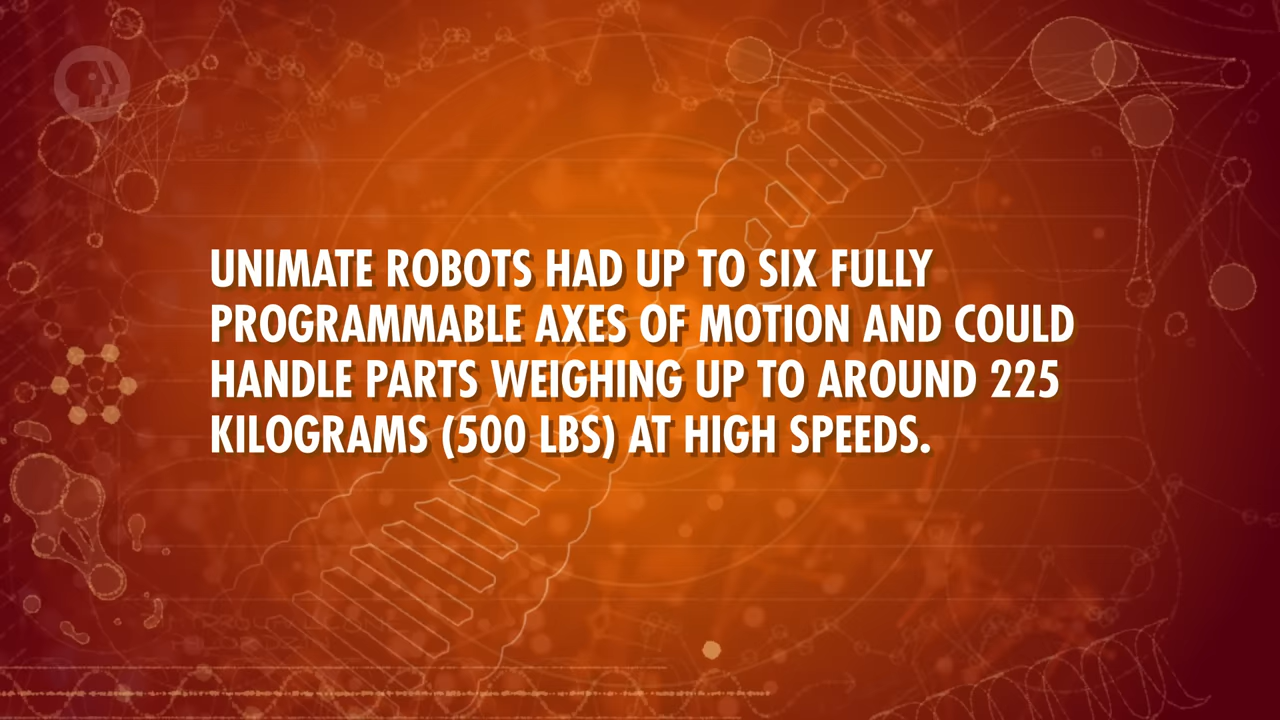 UNIMATE ROBOTS HAD UP TO SIX FULLY
PROGRAMMABLE AXES OF MOTION AND COULD
HANDLE PARTS WEIGHING UP TO AROUND 225
KILOGRAMS (500 LBS) AT HIGH SPEEDS.